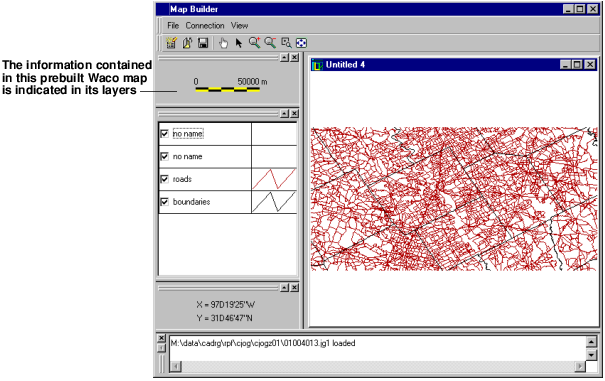 Map Builder
File Connection View
The information contained
in this prebuilt Waco map
is indicated in its layers
0 50000 m
Untitled 4
no name
no name
roads
boundaries
X = 97D19'25"W
Y = 31D46'47"N
M:\data\cadrg\rpf\cjog\cjogz01\01004013.jg1 loaded